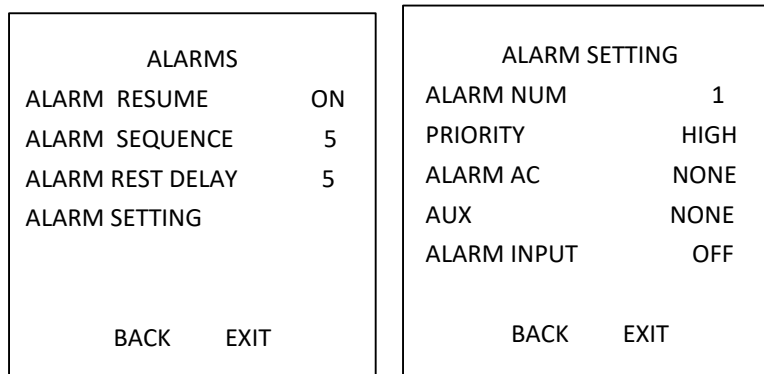 ALARMS
ALARM RESUME ON
ALARM SEQUENCE 5
ALARM REST DELAY 5
ALARM SETTING
BACK EXIT
ALARM SETTING
ALARM NUM 1
PRIORITY HIGH
ALARM AC NONE
AUX NONE
ALARM INPUT OFF
BACK EXIT